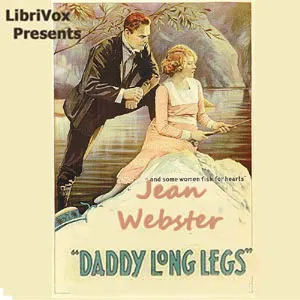 LibriVox
Presents
"and some women fish for hearts"
Jean
Webster
"DADDY LONG LEGS"